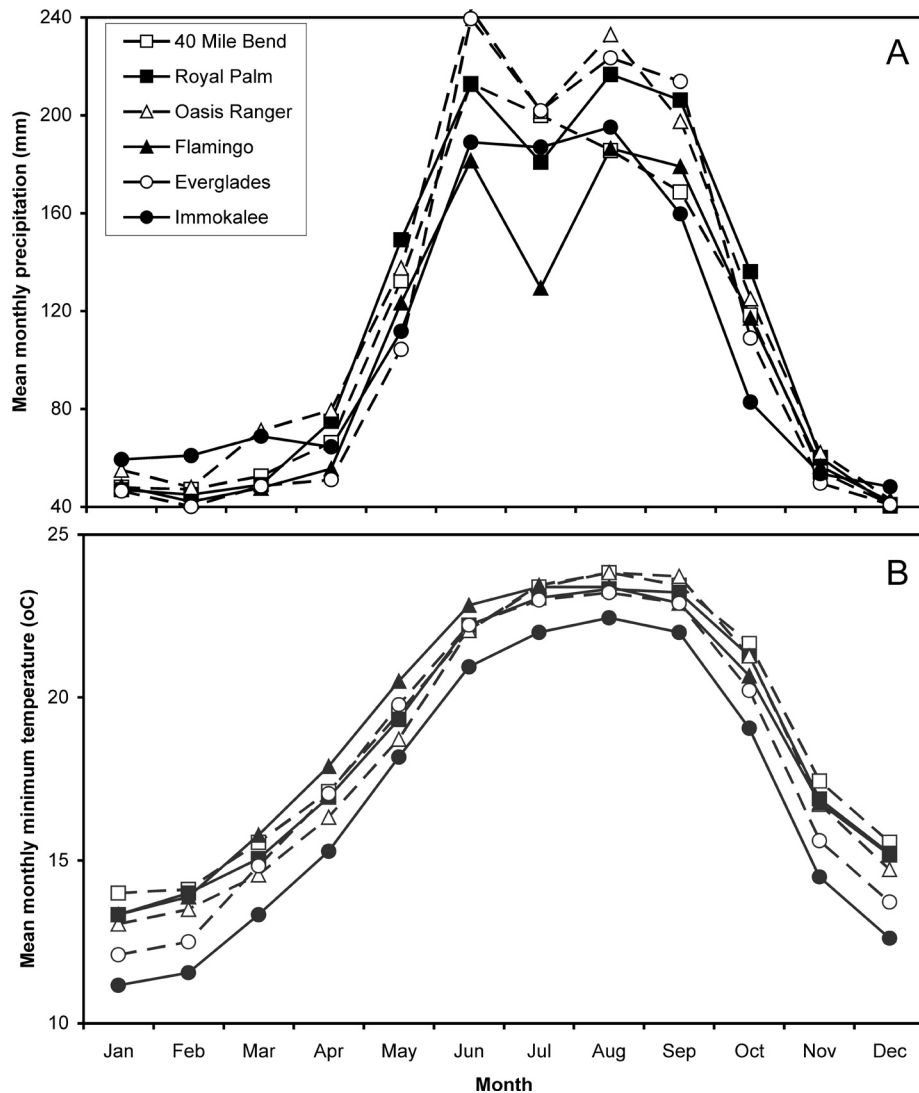 240
A
40 Mile Bend
Royal Palm
Oasis Ranger
Flamingo
Everglades
Immokalee
200
160
120
80
40
Mean monthly precipitation (mm)
25
B
20
15
10
Mean monthly minimum temperature (oC)
Jan Feb Mar Apr May Jun Jul Aug Sep Oct Nov Dec
Month